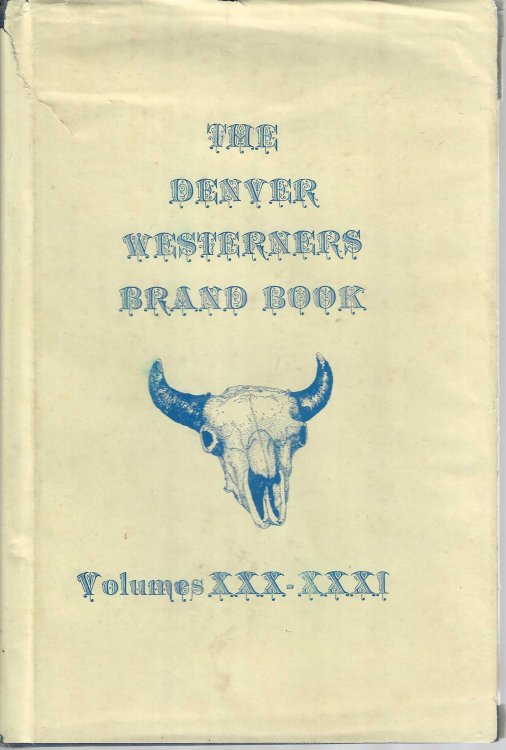 THE
DENVER
WESTERNERS
BRAND BOOK
Volumes XXX-XXXI